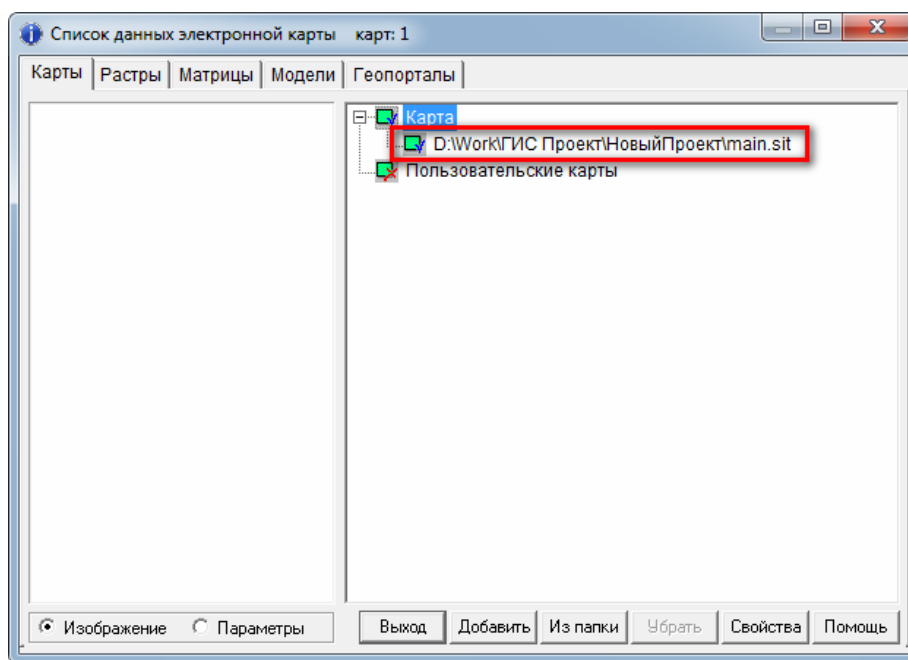 Список данных электронной карты карт: 1
Карты Растры Матрицы Модели Геопорталы
Карта
D:\Work\ГИС Проект\НовыйПроект\main.sit
Пользовательские карты
Изображение Параметры Выход Добавить Из папки Убрать Свойства Помощь